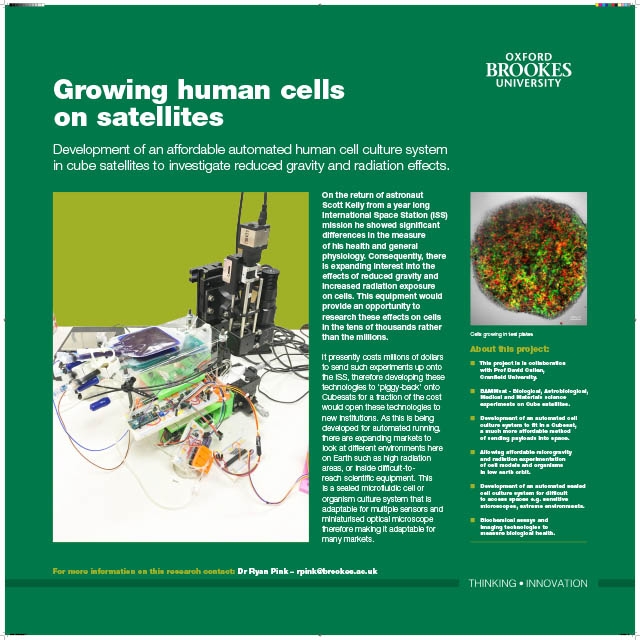 OXFORD
BROOKES
UNIVERSITY
Growing human cells
on satellites
Development of an affordable automated human cell culture system
in cube satellites to investigate reduced gravity and radiation effects.
On the return of astronaut
Scott Kelly from a year long
International Space Station (ISS)
mission he showed significant
differences in the measure
of his health and general
physiology. Consequently, there
is expanding interest into the
effects of reduced gravity and
increased radiation exposure
on cells. This equipment would
provide an opportunity to
research these effects on cells
in the tens of thousands rather
than the millions.
It presently costs millions of dollars
to send such experiments up onto
the ISS, therefore developing these
technologies to 'piggy-back' onto
Cubesats for a fraction of the cost
would open these technologies to
new institutions. As this is being
developed for automated running,
there are expanding markets to
look at different environments here
on Earth such as high radiation
areas, or inside difficult-to-
reach scientific equipment. This
is a sealed microfluidic cell or
organism culture system that is
adaptable for multiple sensors and
miniaturised optical microscope
therefore making it adaptable for
many markets.
Cells growing in test plates
About this project:
This project is in collaboration
with Prof David Cullen,
Cranfield University.
BAMMsat - Biological, Astrobiological,
Medical and Materials science
experiments on Cube satellites.
Development of an automated cell
culture system to fit in a Cubesat,
a much more affordable method
of sending payloads into space.
Allowing affordable microgravity
and radiation experimentation
of cell models and organisms
in low earth orbit.
Development of an automated sealed
cell culture system for difficult
to access spaces e.g. sensitive
microscopes, extreme environments.
Biochemical assays and
imaging technologies to
measure biological health.
For more information on this research contact: Dr Ryan Pink – rpink@brookes.ac.uk
THINKING • INNOVATION